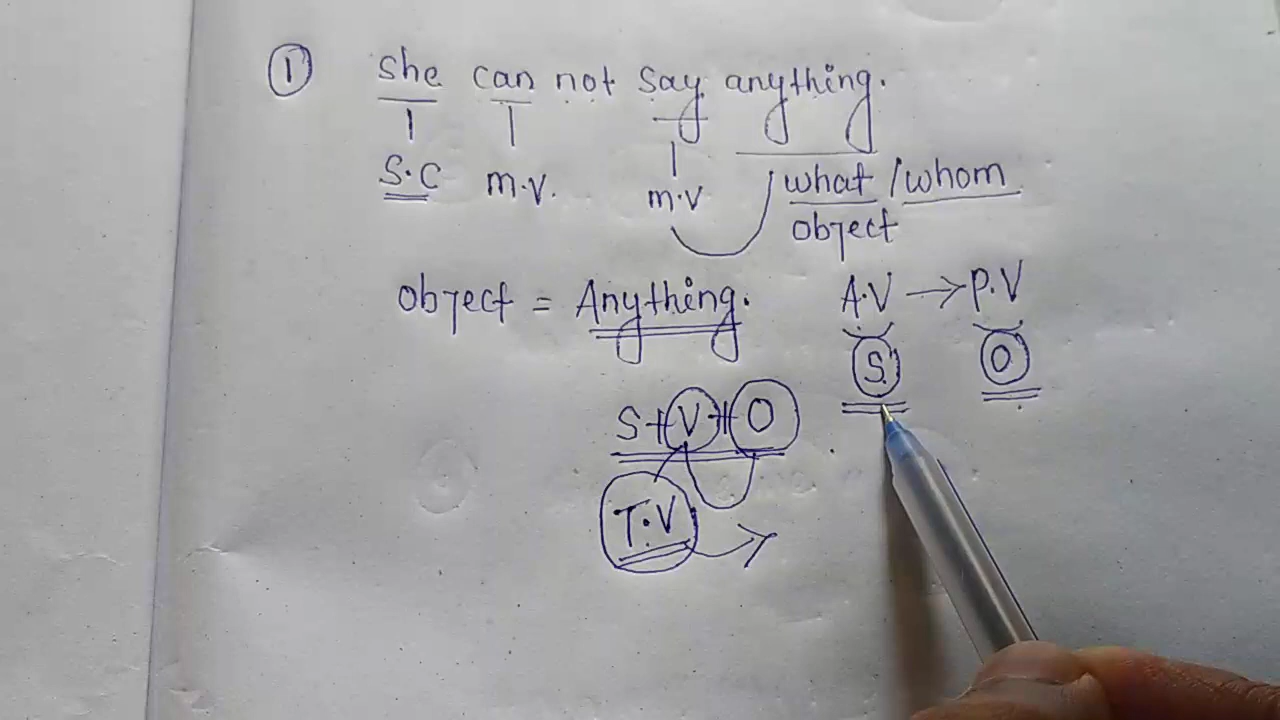 ① She can not say anything.
S.C m.v. m.v what / whom
object
object = Anything. A.V → P.V
S. O
S+V+O
T.V →